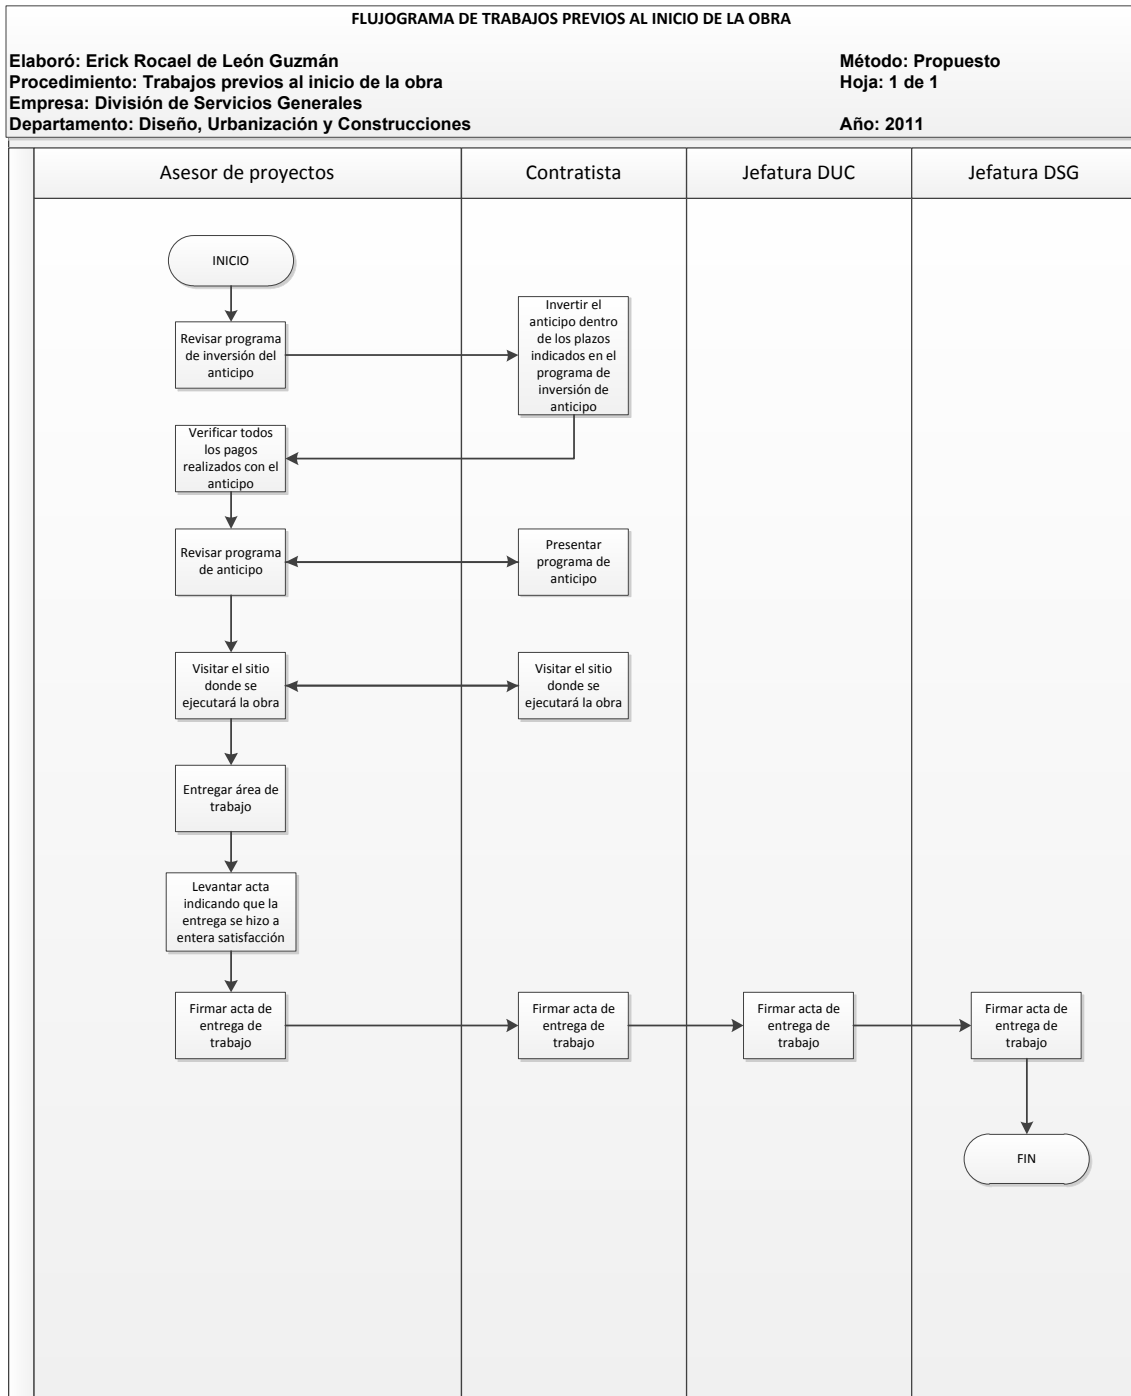 FLUJOGRAMA DE TRABAJOS PREVIOS AL INICIO DE LA OBRA
Elaboró: Erick Rocael de León Guzmán
Método: Propuesto
Procedimiento: Trabajos previos al inicio de la obra
Hoja: 1 de 1
Empresa: División de Servicios Generales
Departamento: Diseño, Urbanización y Construcciones
Año: 2011
Asesor de proyectos
Contratista
Jefatura DUC
Jefatura DSG
INICIO
Revisar programa
de inversión del
anticipo
Invertir el
anticipo dentro
de los plazos
indicados en el
programa de
inversión de
anticipo
Verificar todos
los pagos
realizados con el
anticipo
Revisar programa
de anticipo
Presentar
programa de
anticipo
Visitar el sitio
donde se
ejecutará la obra
Visitar el sitio
donde se
ejecutará la obra
Entregar área de
trabajo
Levantar acta
indicando que la
entrega se hizo a
entera satisfacción
Firmar acta de
entrega de
trabajo
Firmar acta de
entrega de
trabajo
Firmar acta de
entrega de
trabajo
Firmar acta de
entrega de
trabajo
FIN